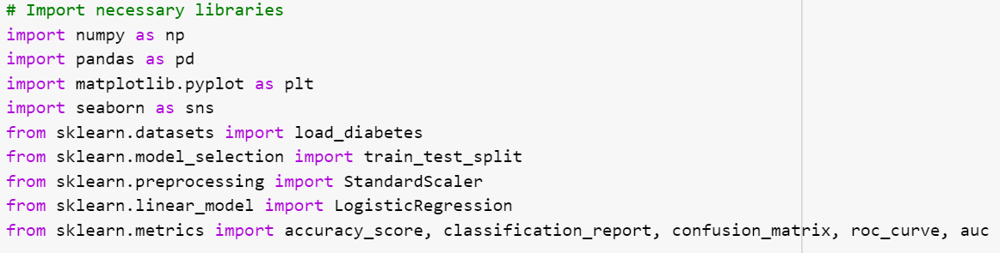 # Import necessary libraries
import numpy as np
import pandas as pd
import matplotlib.pyplot as plt
import seaborn as sns
from sklearn.datasets import load_diabetes
from sklearn.model_selection import train_test_split
from sklearn.preprocessing import StandardScaler
from sklearn.linear_model import LogisticRegression
from sklearn.metrics import accuracy_score, classification_report, confusion_matrix, roc_curve, auc